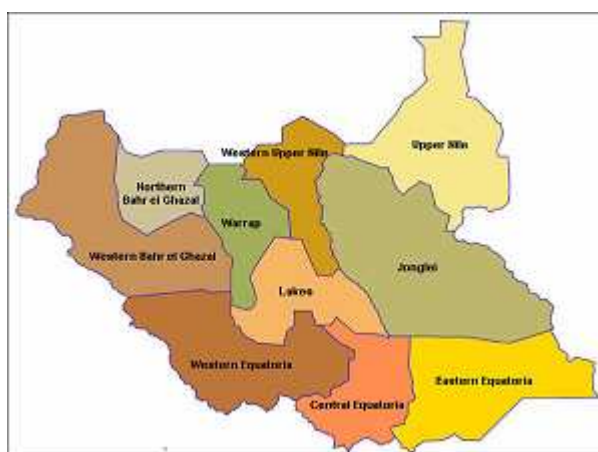 Western Upper Nile
Upper Nile
Northern
Bahr el Ghazal
Warrap
Western Bahr el Ghazal
Jonglei
Lakes
Western Equatoria
Eastern Equatoria
Central Equatoria